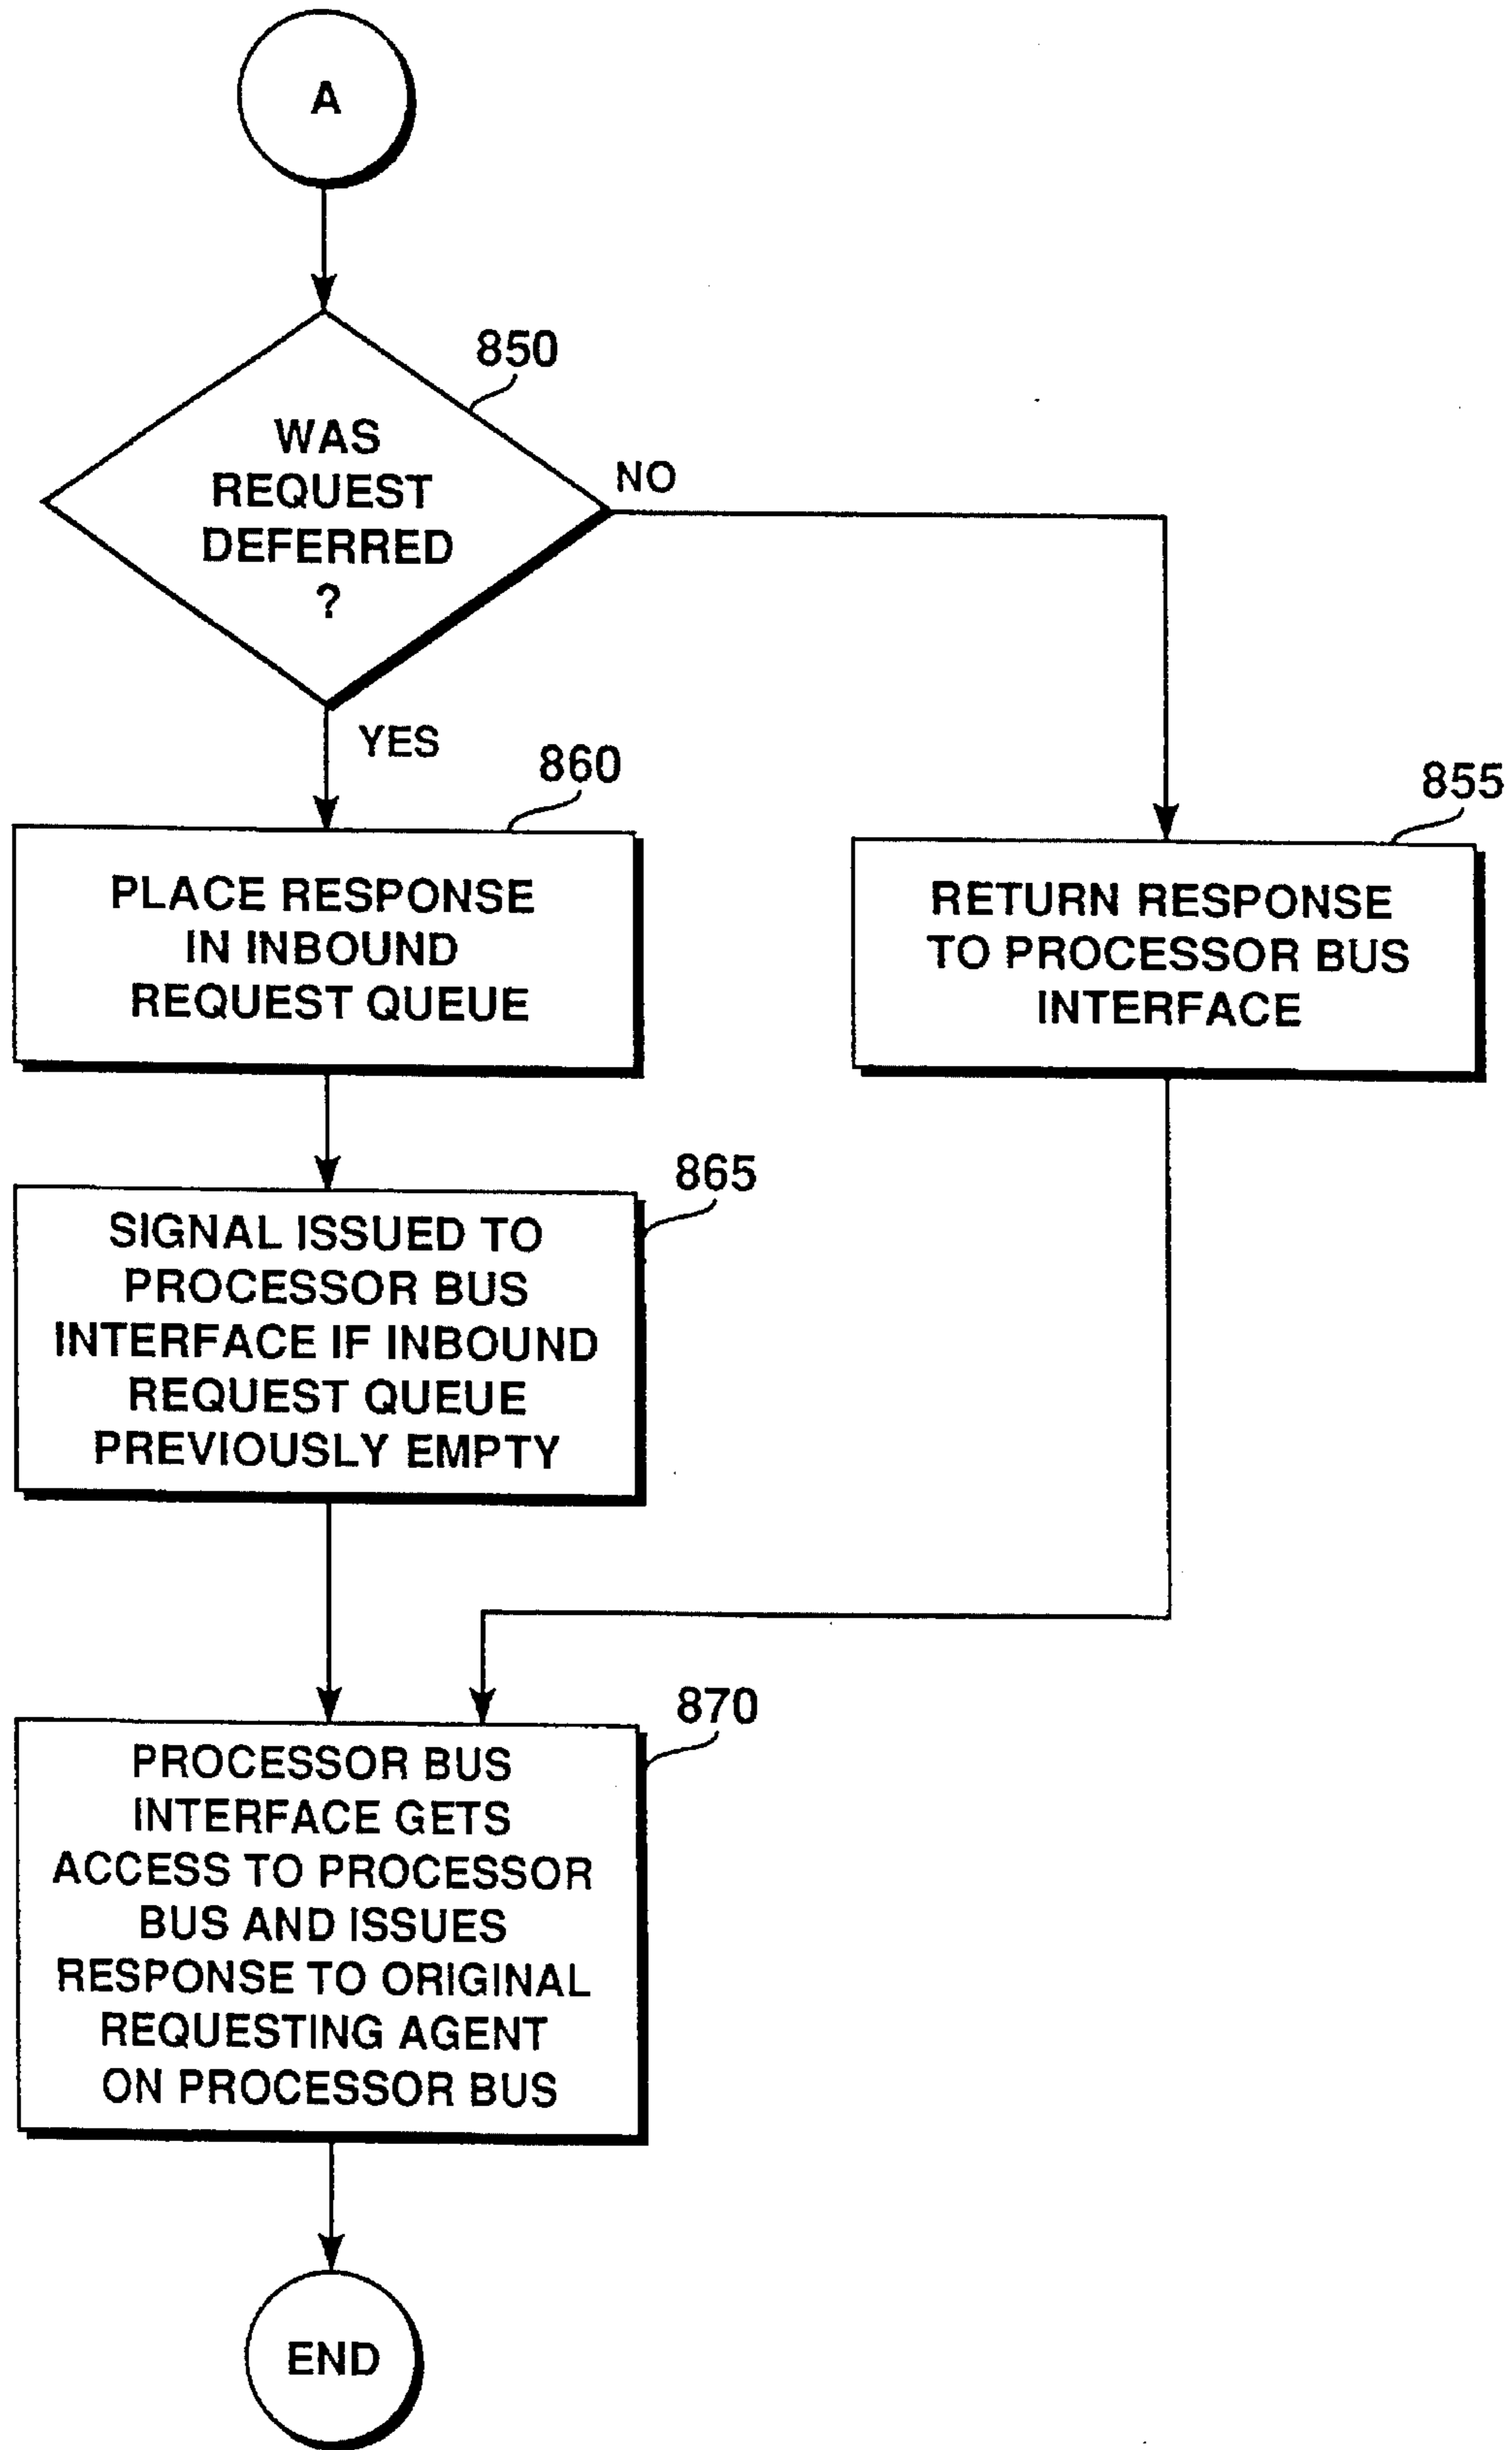 A
850
WAS
REQUEST
DEFERRED
?
NO
YES
860
PLACE RESPONSE
IN INBOUND
REQUEST QUEUE
855
RETURN RESPONSE
TO PROCESSOR BUS
INTERFACE
865
SIGNAL ISSUED TO
PROCESSOR BUS
INTERFACE IF INBOUND
REQUEST QUEUE
PREVIOUSLY EMPTY
870
PROCESSOR BUS
INTERFACE GETS
ACCESS TO PROCESSOR
BUS AND ISSUES
RESPONSE TO ORIGINAL
REQUESTING AGENT
ON PROCESSOR BUS
END